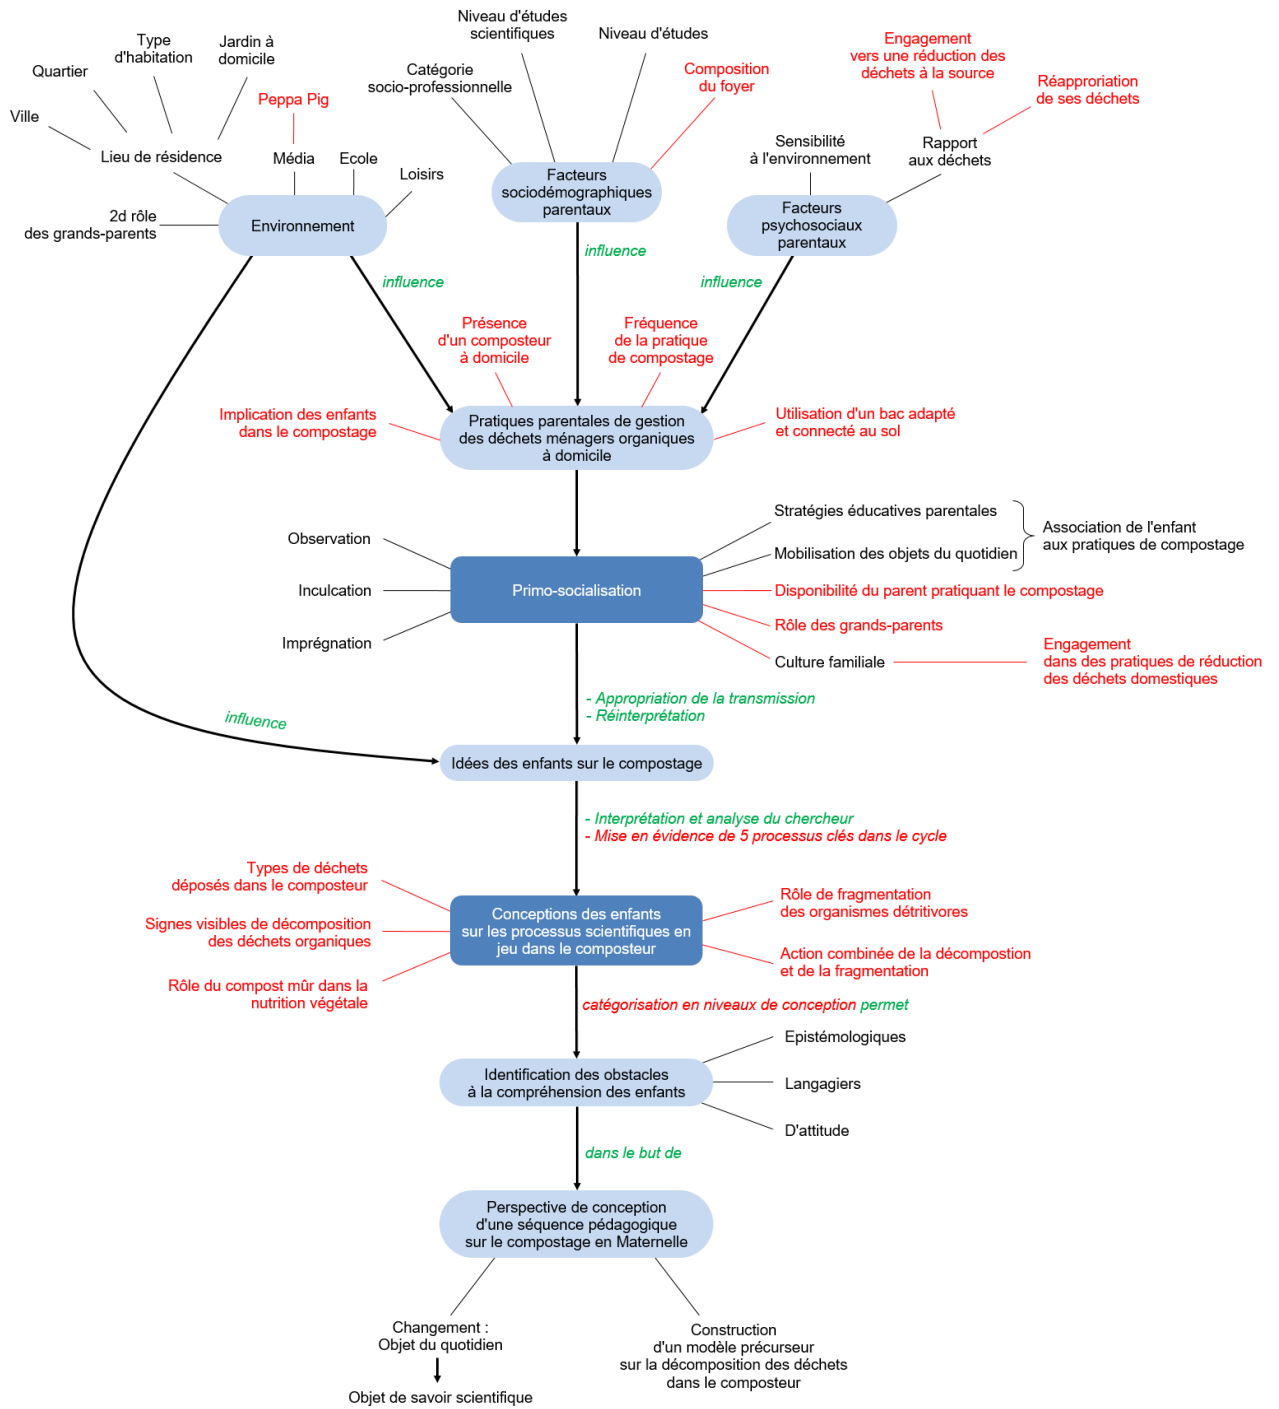 Niveau d'études
scientifiques
Niveau d'études
Engagement
vers une réduction des
déchets à la source
Type
d'habitation
Jardin à
domicile
Quartier
Catégorie
socio-professionnelle
Composition
du foyer
Réapproriation
de ses déchets
Peppa Pig
Ville
Lieu de résidence
Média
Ecole
Loisirs
Sensibilité
à l'environnement
Rapport
aux déchets
Facteurs
sociodémographiques
parentaux
2d rôle
des grands-parents
Environnement
Facteurs
psychosociaux
parentaux
influence
influence
influence
Présence
d'un composteur
à domicile
Fréquence
de la pratique
de compostage
Implication des enfants
dans le compostage
Pratiques parentales de gestion
des déchets ménagers organiques
à domicile
Utilisation d'un bac adapté
et connecté au sol
Observation
Inculcation
Imprégnation
Primo-socialisation
Stratégies éducatives parentales
Mobilisation des objets du quotidien
Association de l'enfant
aux pratiques de compostage
Disponibilité du parent pratiquant le compostage
Rôle des grands-parents
Culture familiale
Engagement
dans des pratiques de réduction
des déchets domestiques
- Appropriation de la transmission
- Réinterprétation
influence
Idées des enfants sur le compostage
- Interprétation et analyse du chercheur
- Mise en évidence de 5 processus clés dans le cycle
Types de déchets
déposés dans le composteur
Signes visibles de décomposition
des déchets organiques
Rôle du compost mûr dans la
nutrition végétale
Conceptions des enfants
sur les processus scientifiques en
jeu dans le composteur
Rôle de fragmentation
des organismes détritivores
Action combinée de la décompostion
et de la fragmentation
catégorisation en niveaux de conception permet
Identification des obstacles
à la compréhension des enfants
Epistémologiques
Langagiers
D'attitude
dans le but de
Perspective de conception
d'une séquence pédagogique
sur le compostage en Maternelle
Changement :
Objet du quotidien
Objet de savoir scientifique
Construction
d'un modèle précurseur
sur la décomposition des déchets
dans le composteur